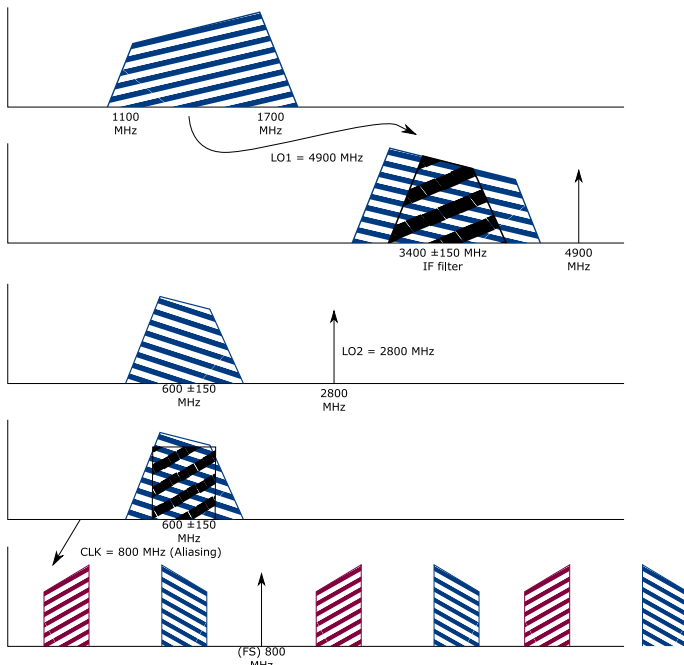 1100
MHz
1700
MHz
LO1 = 4900 MHz
3400 ±150 MHz
IF filter
4900
MHz
LO2 = 2800 MHz
600 ±150
MHz
2800
MHz
600 ±150
MHz
CLK = 800 MHz (Aliasing)
(FS) 800
MHz